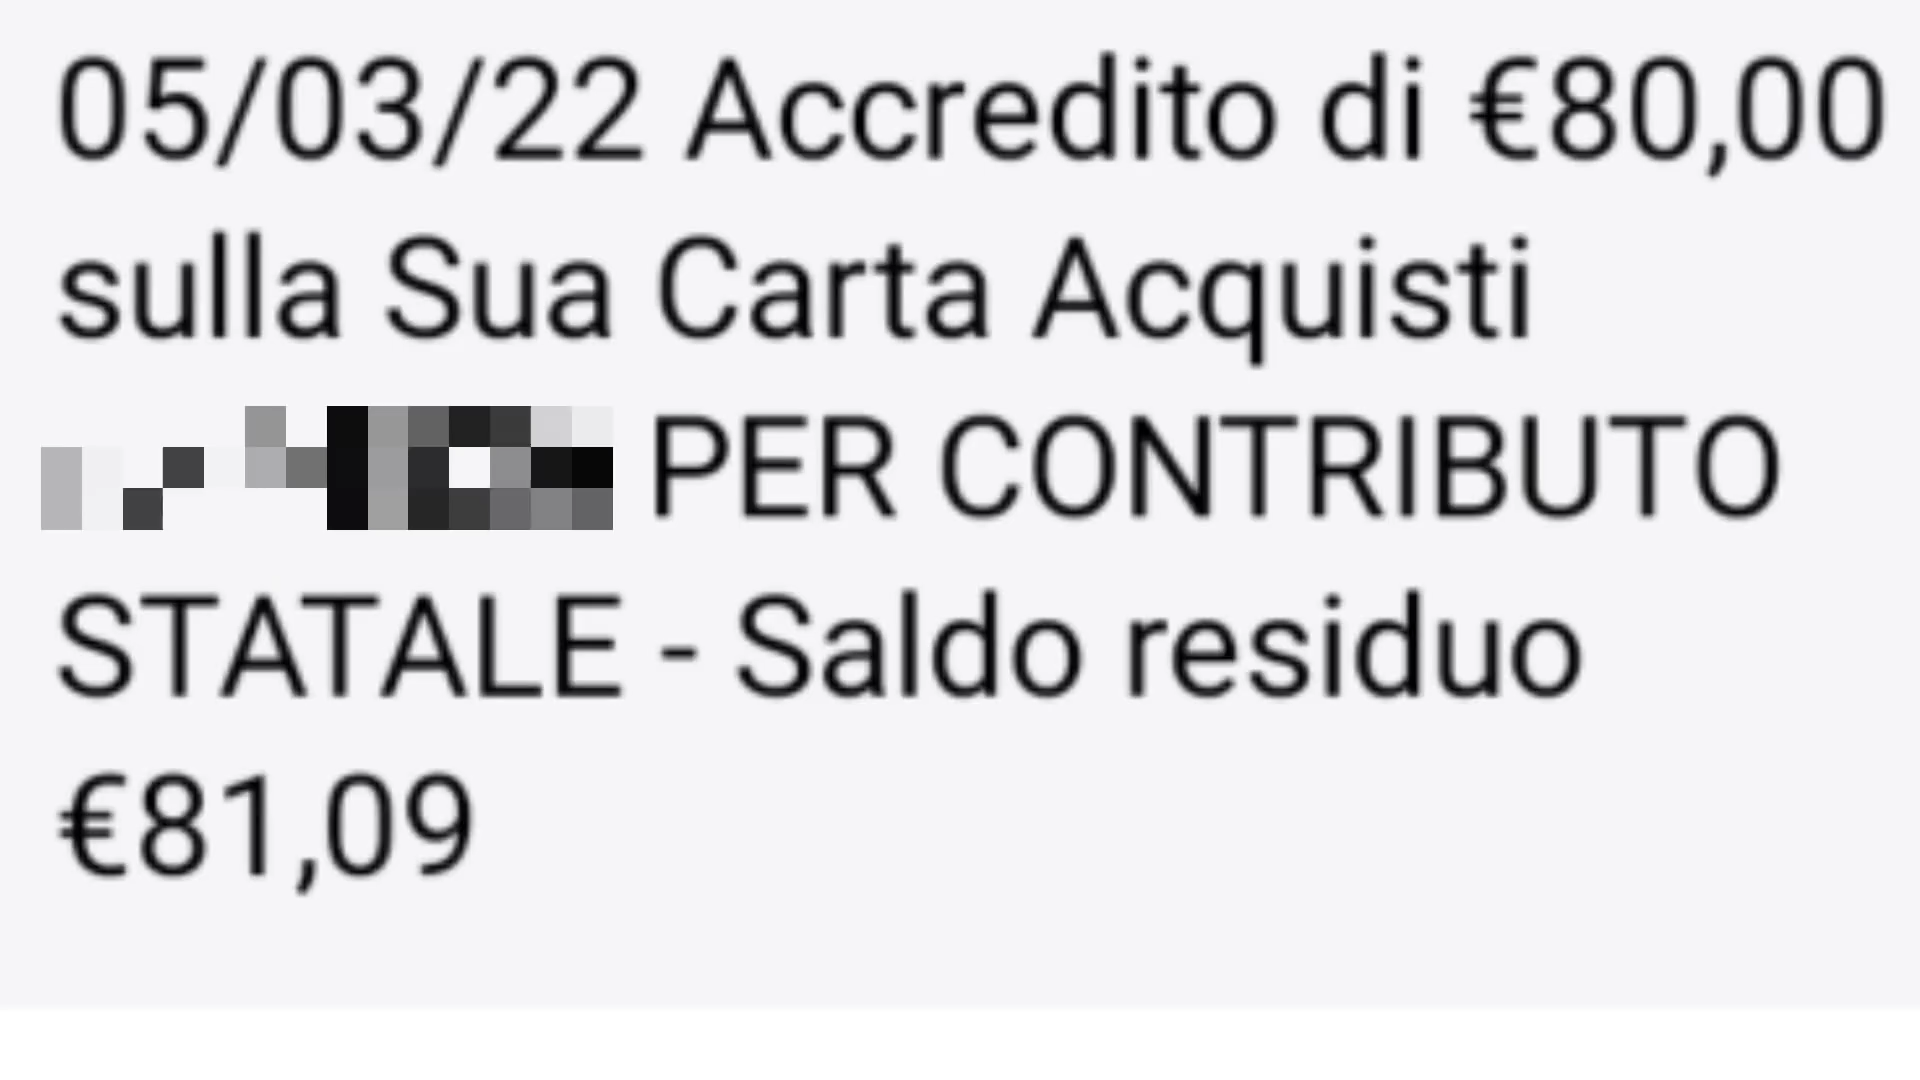 05/03/22 Accredito di €80,00
sulla Sua Carta Acquisti
PER CONTRIBUTO
STATALE - Saldo residuo
€81,09